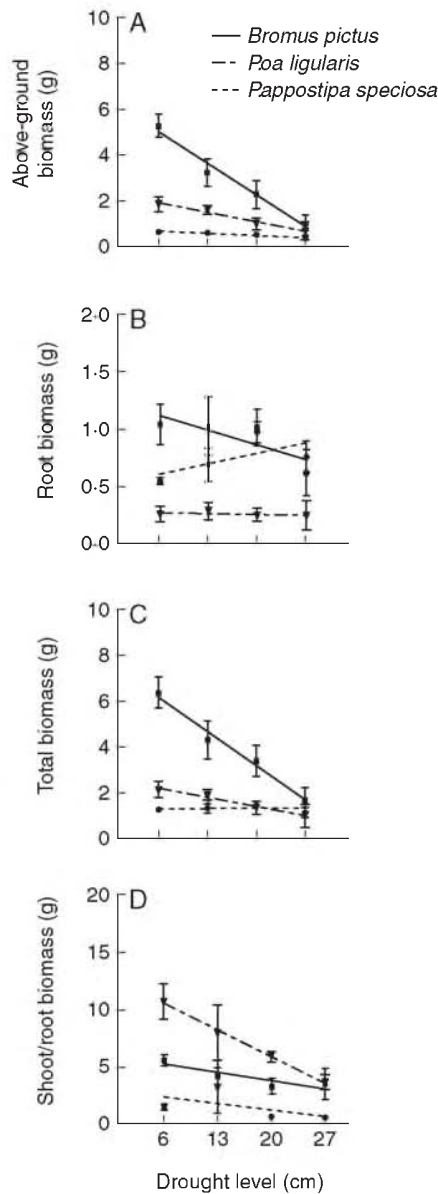 A
Bromus pictus
Poa ligularis
Pappostipa speciosa
Above-ground
biomass (g)
10
8
6
4
2
0
B
Root biomass (g)
2·0
1·5
1·0
0·5
0·0
C
Total biomass (g)
10
8
6
4
2
0
D
Shoot/root biomass (g)
20
15
10
5
0
6 13 20 27
Drought level (cm)